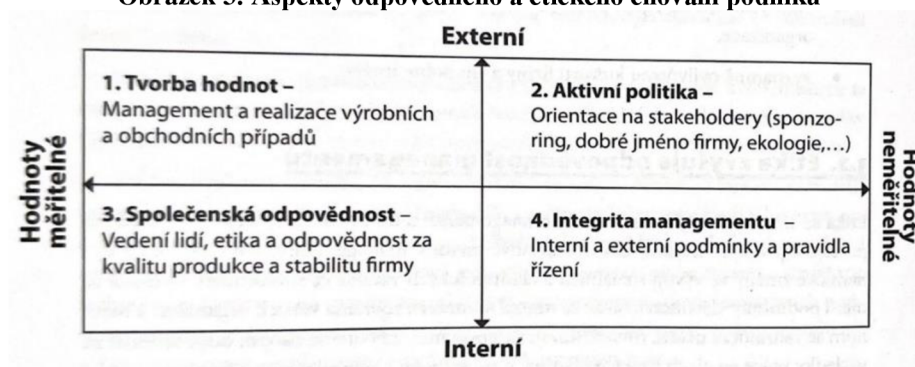 Obrázek 3: Aspekty odpovědného a etického chování podniku
Externí
1. Tvorba hodnot –
Management a realizace výrobních
a obchodních případů
2. Aktivní politika –
Orientace na stakeholdery (sponzo-
ring, dobré jméno firmy, ekologie,...)
Hodnoty
měřitelné
Hodnoty
neměřitelné
3. Společenská odpovědnost –
Vedení lidí, etika a odpovědnost za
kvalitu produkce a stabilitu firmy
4. Integrita managementu –
Interní a externí podmínky a pravidla
řízení
Interní